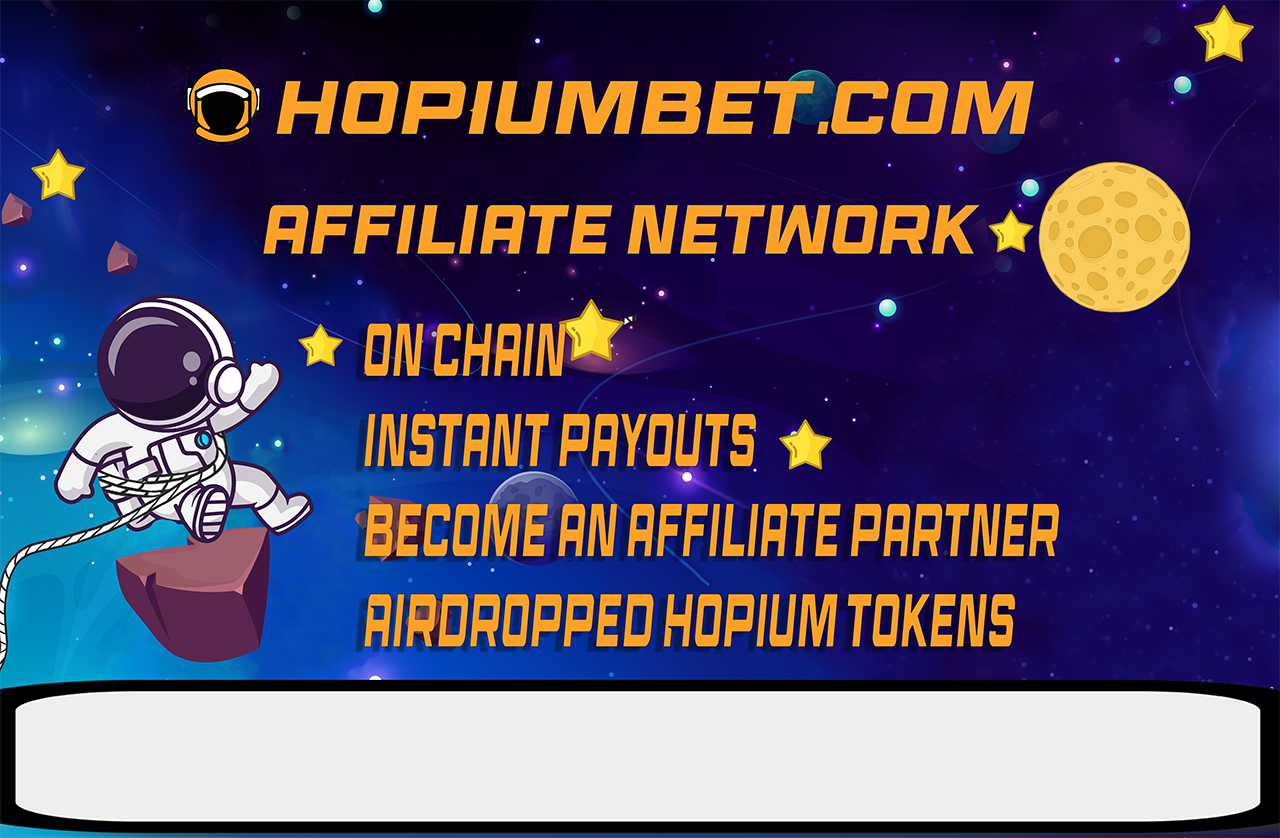 HOPIUMBET.COM
AFFILIATE NETWORK
ON CHAIN
INSTANT PAYOUTS
BECOME AN AFFILIATE PARTNER
AIRDROPPED HOPIUM TOKENS